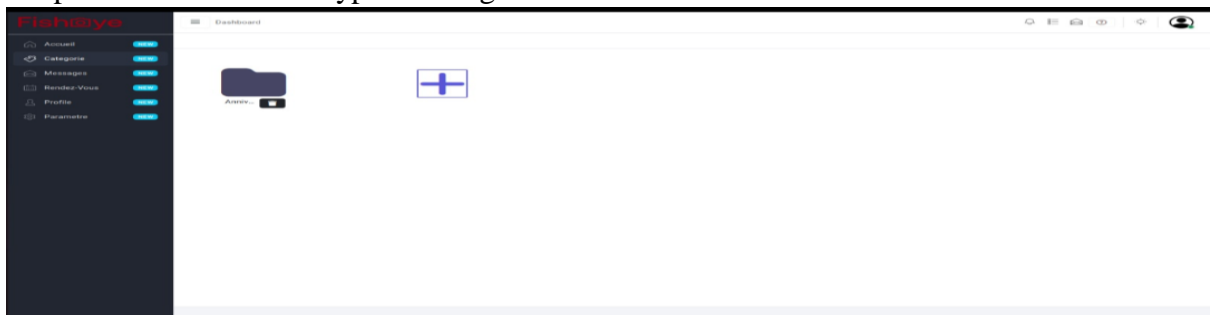 Fisheye
Dashboard
Accueil NEW
Categorie NEW
Messages NEW
Rendez-Vous NEW
Profile NEW
Parametre NEW
Anniv...